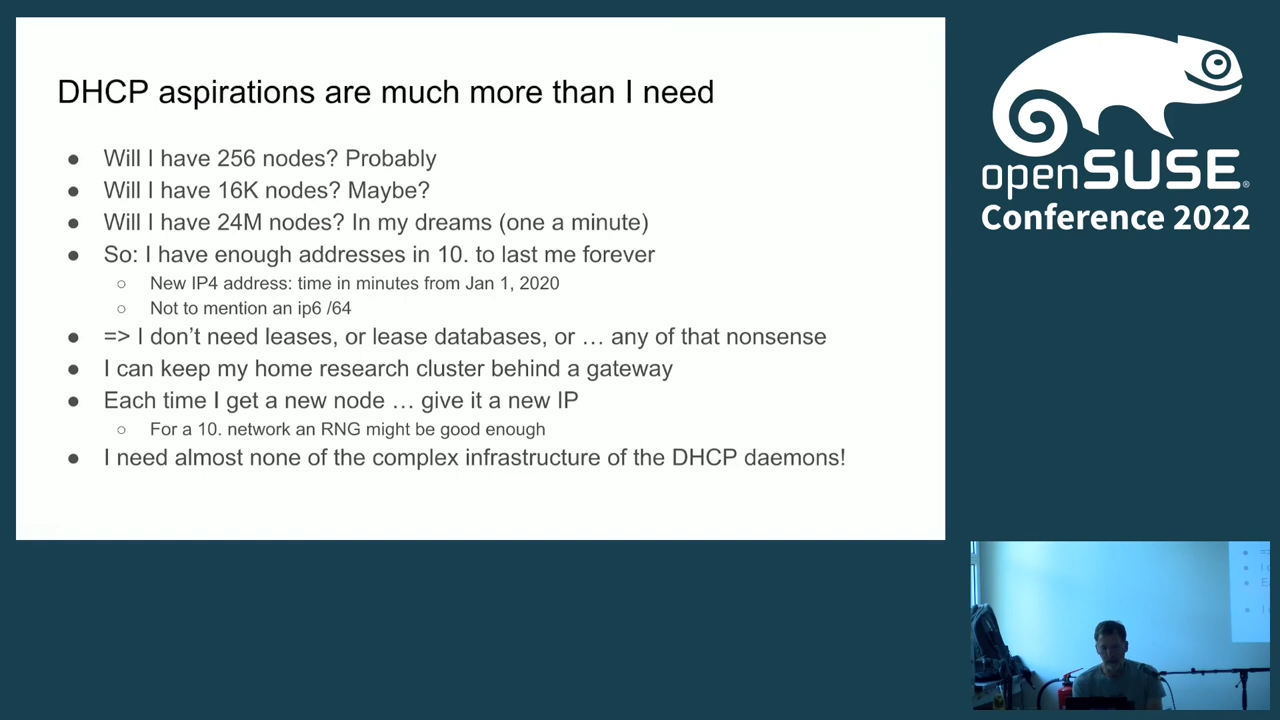 DHCP aspirations are much more than I need
● Will I have 256 nodes? Probably
● Will I have 16K nodes? Maybe?
● Will I have 24M nodes? In my dreams (one a minute)
● So: I have enough addresses in 10. to last me forever
○ New IP4 address: time in minutes from Jan 1, 2020
○ Not to mention an ip6 /64
● => I don’t need leases, or lease databases, or … any of that nonsense
● I can keep my home research cluster behind a gateway
● Each time I get a new node … give it a new IP
○ For a 10. network an RNG might be good enough
● I need almost none of the complex infrastructure of the DHCP daemons!
openSUSE®
Conference 2022